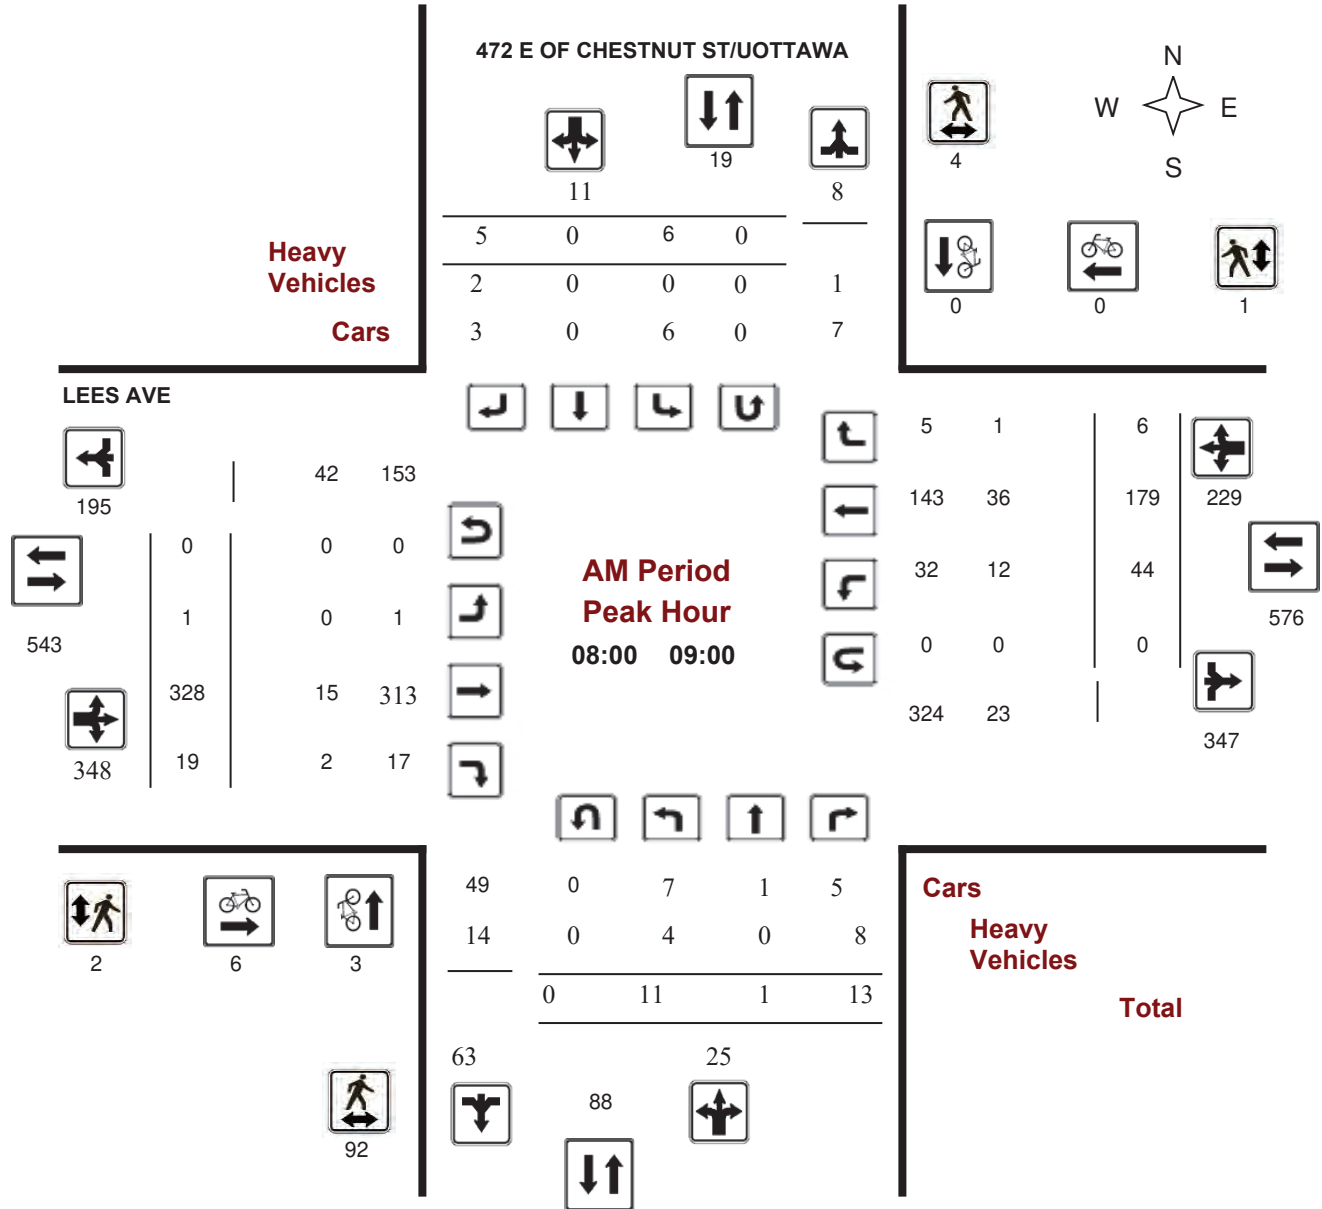 472 E OF CHESTNUT ST/UOTTAWA
N
W E
S
19
4
11 8
5 0 6 0
Heavy
Vehicles
2 0 0 0 1
0 0 1
Cars
3 0 6 0 7
LEES AVE
5 1 6
42 153
195
143 36 179 229
0 0 0
AM Period
32 12 44
Peak Hour
1 0 1
576
543
08:00 09:00
0 0 0
328 15 313
324 23
347
348 19 2 17
49 0 7 1 5
Cars
14 0 4 0 8
Heavy
Vehicles
2 6 3
0 11 1 13
Total
63 25
88
92